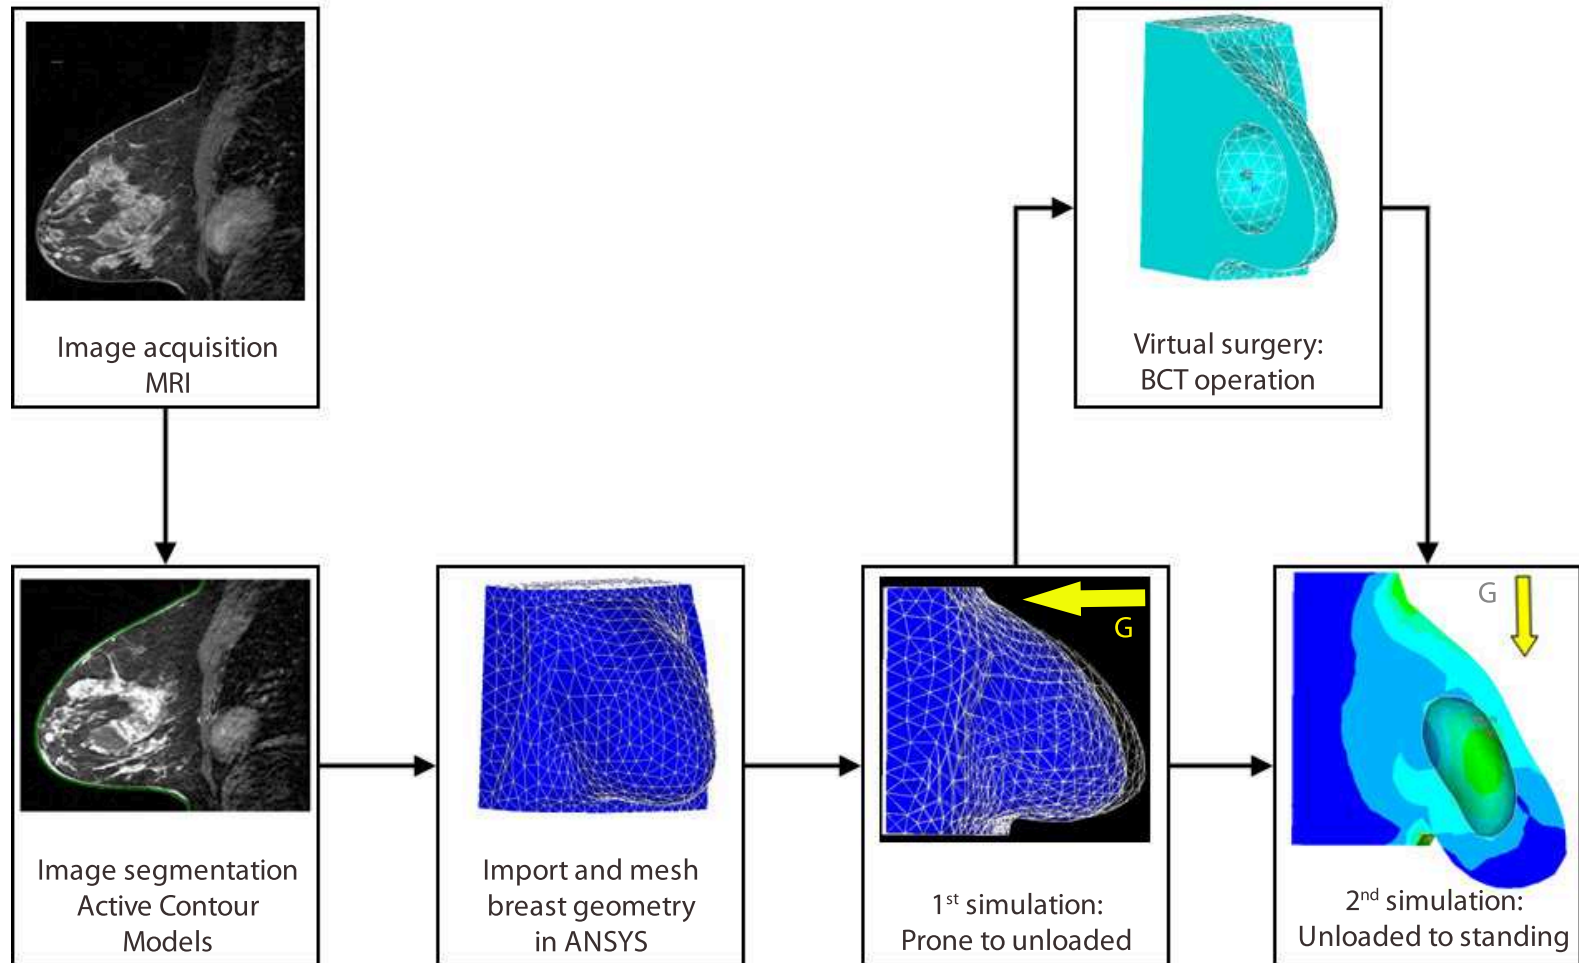 Image acquisition
MRI
Virtual surgery:
BCT operation
Image segmentation
Active Contour
Models
Import and mesh
breast geometry
in ANSYS
G
1st simulation:
Prone to unloaded
G
2nd simulation:
Unloaded to standing